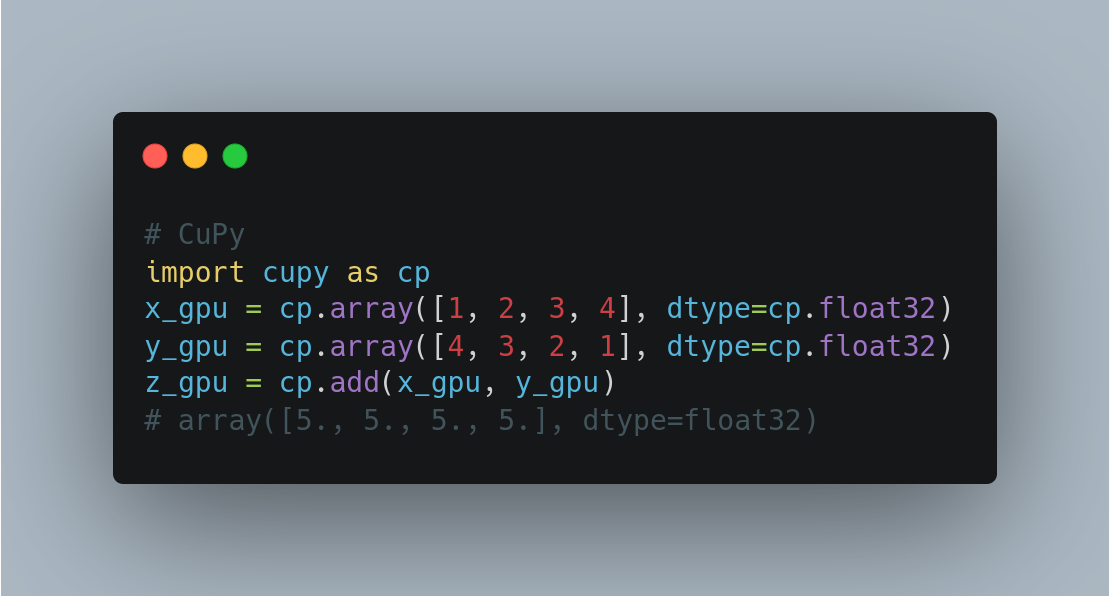 # CuPy
import cupy as cp
x_gpu = cp.array([1, 2, 3, 4], dtype=cp.float32)
y_gpu = cp.array([4, 3, 2, 1], dtype=cp.float32)
z_gpu = cp.add(x_gpu, y_gpu)
# array([5., 5., 5., 5.], dtype=float32)